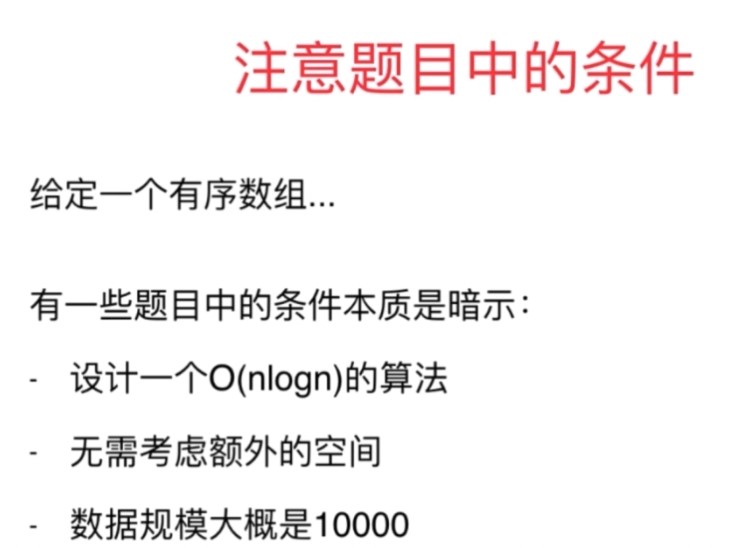 注意题目中的条件
给定一个有序数组...
有一些题目中的条件本质是暗示：
- 设计一个O(nlogn)的算法
- 无需考虑额外的空间
- 数据规模大概是10000